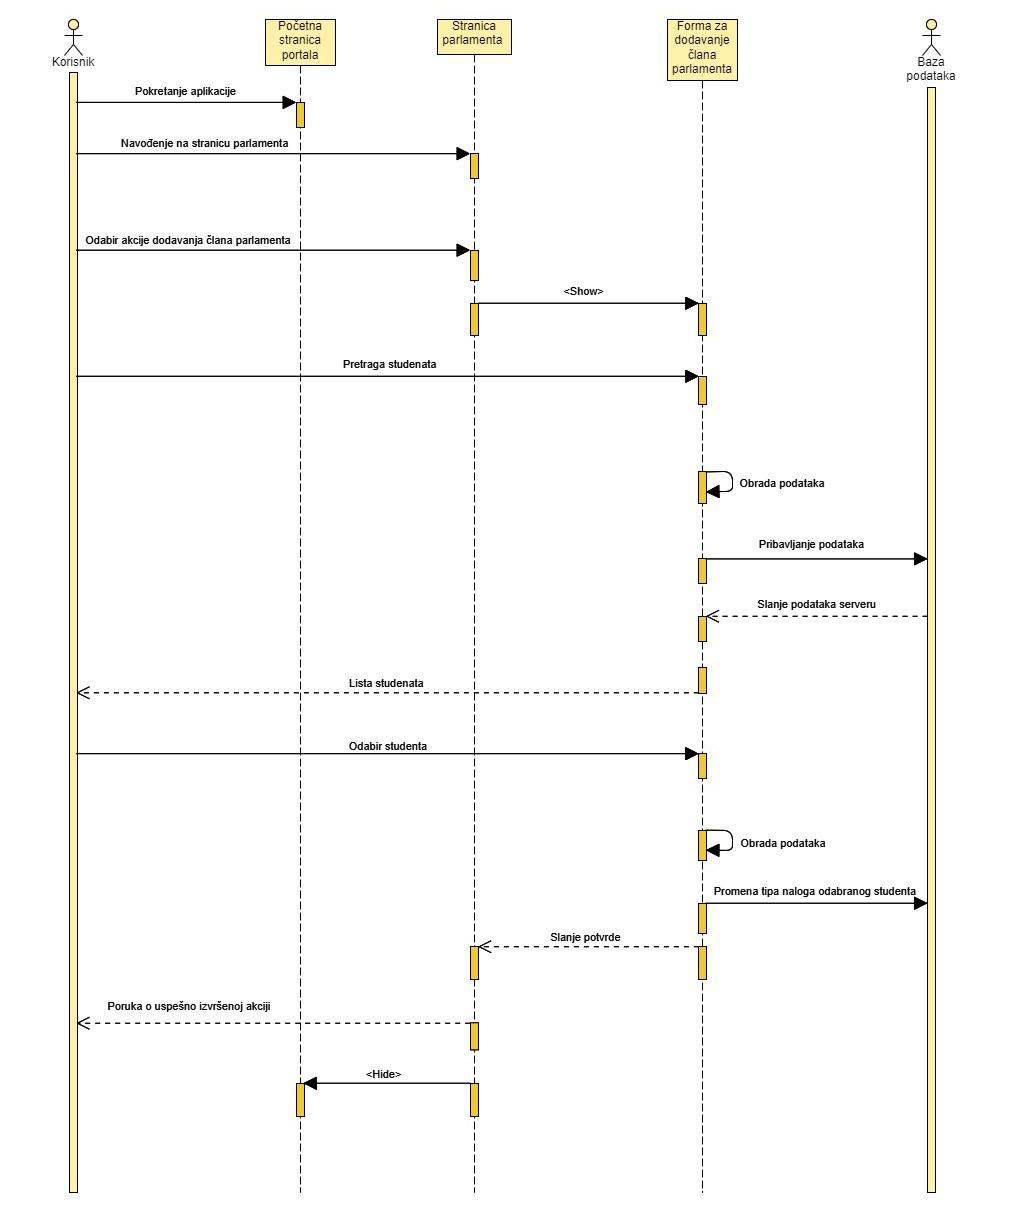 Korisnik
Početna
stranica
portala
Stranica
parlamenta
Forma za
dodavanje
člana
parlamenta
Baza
podataka
Pokretanje aplikacije
Navođenje na stranicu parlamenta
Odabir akcije dodavanja člana parlamenta
<Show>
Pretraga studenata
Obrada podataka
Pribavljanje podataka
Slanje podataka serveru
Lista studenata
Odabir studenta
Obrada podataka
Promena tipa naloga odabranog studenta
Slanje potvrde
Poruka o uspešno izvršenoj akciji
<Hide>